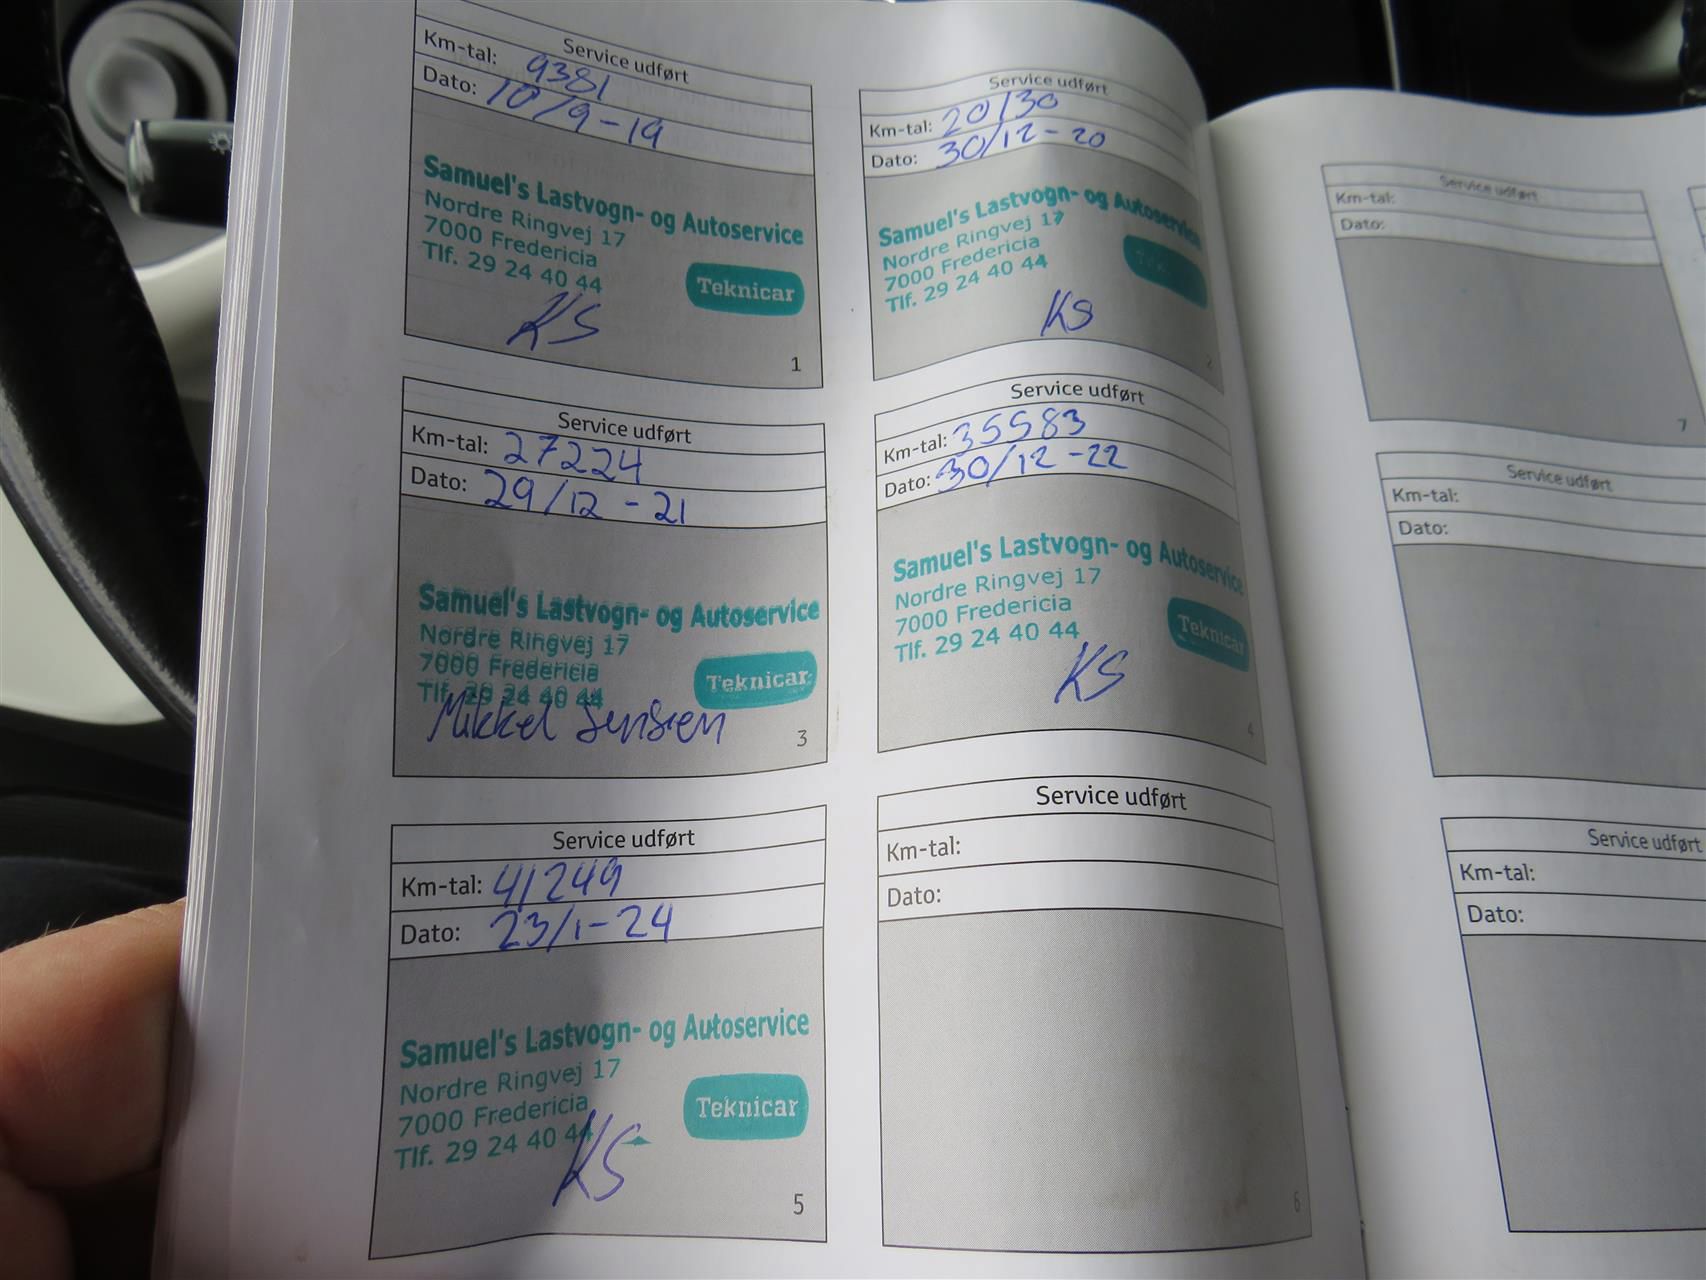 Service udført
Km-tal: 9381
Dato: 10/9-19
Samuel's Lastvogn- og Autoservice
Nordre Ringvej 17
7000 Fredericia
Tlf. 29 24 40 44
Teknicar
KS
1
Service udført
Km-tal: 20130
Dato: 30/12-20
Samuel's Lastvogn- og Autoservice
Nordre Ringvej 17
7000 Fredericia
Tlf. 29 24 40 44
KS
2
Service udført
Km-tal: 27224
Dato: 29/12-21
Samuel's Lastvogn- og Autoservice
Nordre Ringvej 17
7000 Fredericia
Tlf. 29 24 40 44
Teknicar
Mikkel Jensen
3
Service udført
Km-tal: 35583
Dato: 30/12-22
Samuel's Lastvogn- og Autoservice
Nordre Ringvej 17
7000 Fredericia
Tlf. 29 24 40 44
Teknicar
KS
4
Service udført
Km-tal: 41249
Dato: 23/1-24
Samuel's Lastvogn- og Autoservice
Nordre Ringvej 17
7000 Fredericia
Tlf. 29 24 40 44
Teknicar
KS
5
Service udført
Km-tal:
Dato:
6
Service udført
Km-tal:
Dato:
7
Service udført
Km-tal:
Dato:
Service udført
Km-tal:
Dato: